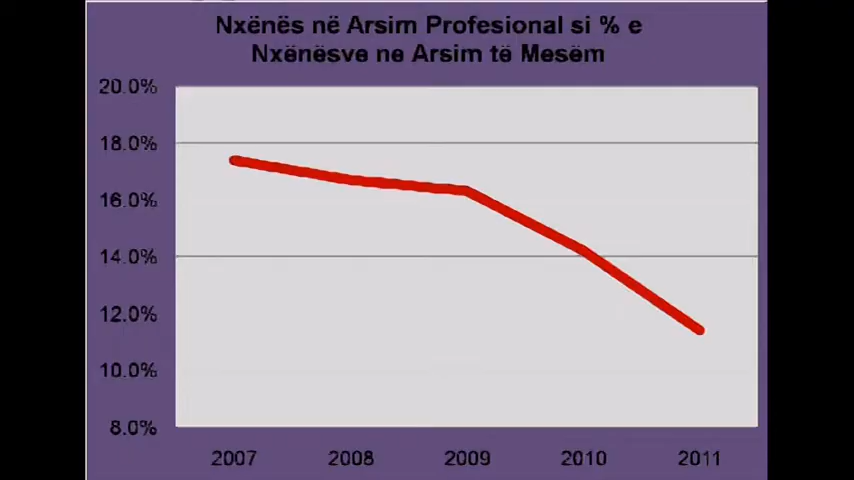 Nxënës në Arsim Profesional si % e
Nxënësve ne Arsim të Mesëm
20.0%
18.0%
16.0%
14.0%
12.0%
10.0%
8.0%
2007 2008 2009 2010 2011